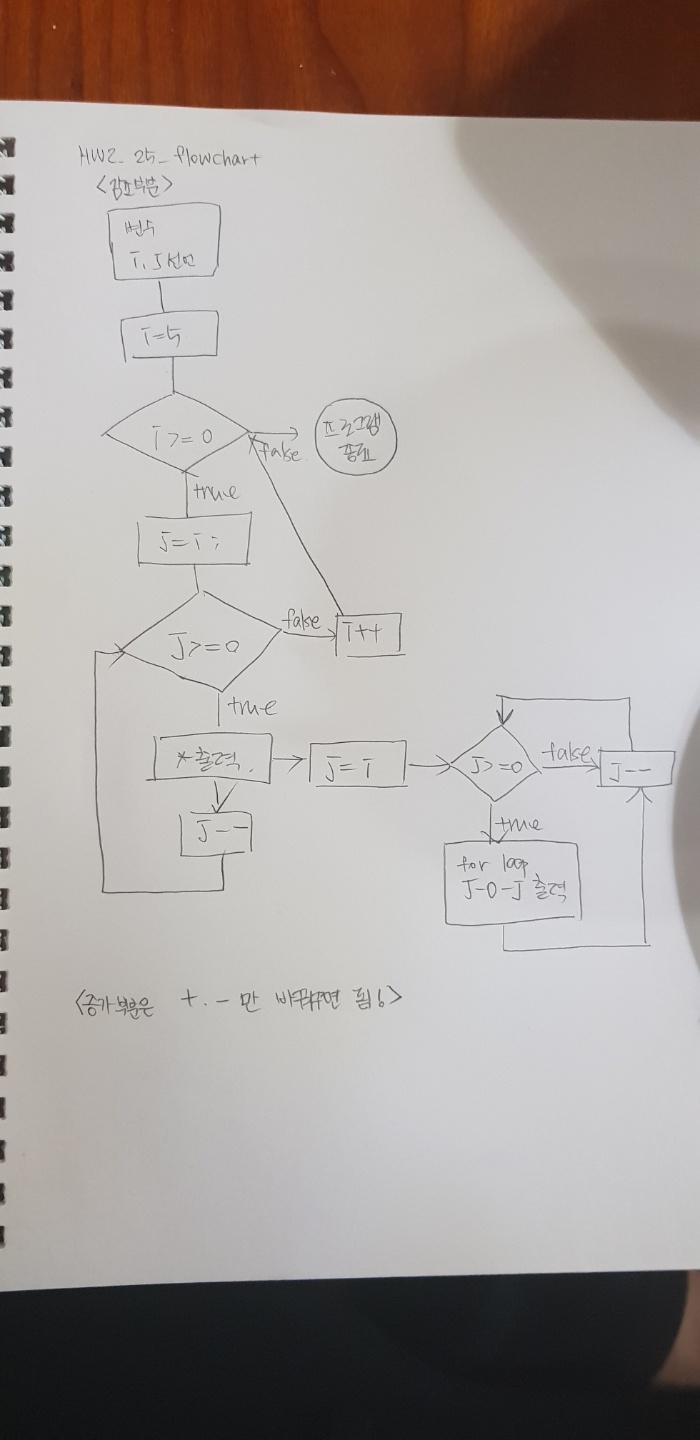 HW2_25_flowchart
<감소부분>
변수
i, j 선언
i=5
i>=0
false
프로그램
종료
true
j=i;
j>=0
false
i++
true
*출력.
j=i
j>=0
false
j--
j--
true
for loop
j-0-j 출력
<증가부분은 +.-만 바꿔주면 됨!>